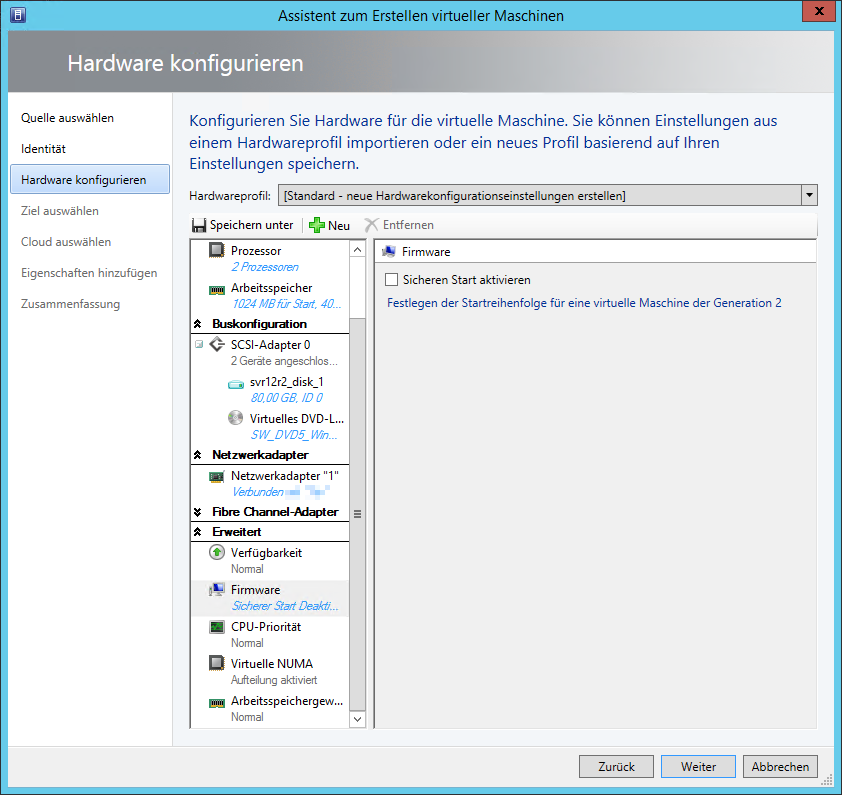 Assistent zum Erstellen virtueller Maschinen
Hardware konfigurieren
Quelle auswählen
Identität
Hardware konfigurieren
Ziel auswählen
Cloud auswählen
Eigenschaften hinzufügen
Zusammenfassung
Konfigurieren Sie Hardware für die virtuelle Maschine. Sie können Einstellungen aus
einem Hardwareprofil importieren oder ein neues Profil basierend auf Ihren
Einstellungen speichern.
Hardwareprofil: [Standard - neue Hardwarekonfigurationseinstellungen erstellen]
Speichern unter Neu Entfernen
Prozessor
2 Prozessoren
Arbeitsspeicher
1024 MB für Start, 40...
Buskonfiguration
SCSI-Adapter 0
2 Geräte angeschlos...
svr12r2_disk_1
80,00 GB, ID 0
Virtuelles DVD-L...
SW_DVD5_Win...
Netzwerkadapter
Netzwerkadapter "1"
Verbunden
Fibre Channel-Adapter
Erweitert
Verfügbarkeit
Normal
Firmware
Sicherer Start Deakti...
CPU-Priorität
Normal
Virtuelle NUMA
Aufteilung aktiviert
Arbeitsspeichergew...
Normal
Firmware
Sicheren Start aktivieren
Festlegen der Startreihenfolge für eine virtuelle Maschine der Generation 2
Zurück Weiter Abbrechen